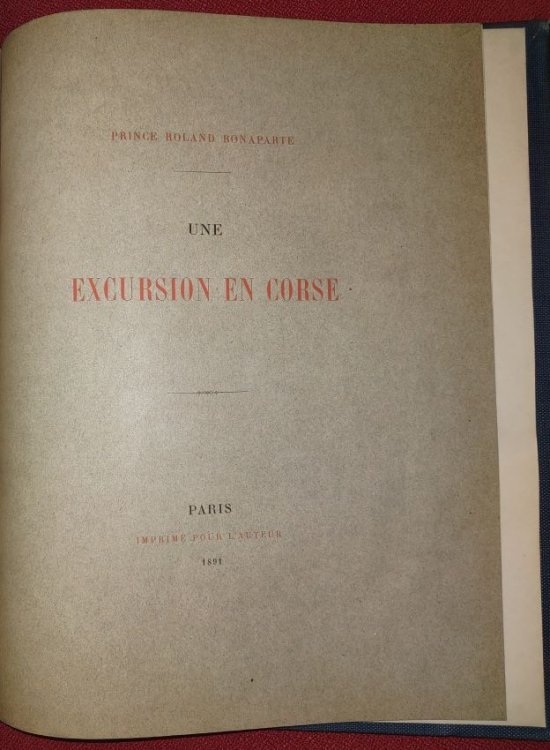 PRINCE ROLAND BONAPARTE
UNE
EXCURSION EN CORSE
PARIS
IMPRIMÉ POUR L'AUTEUR
1891